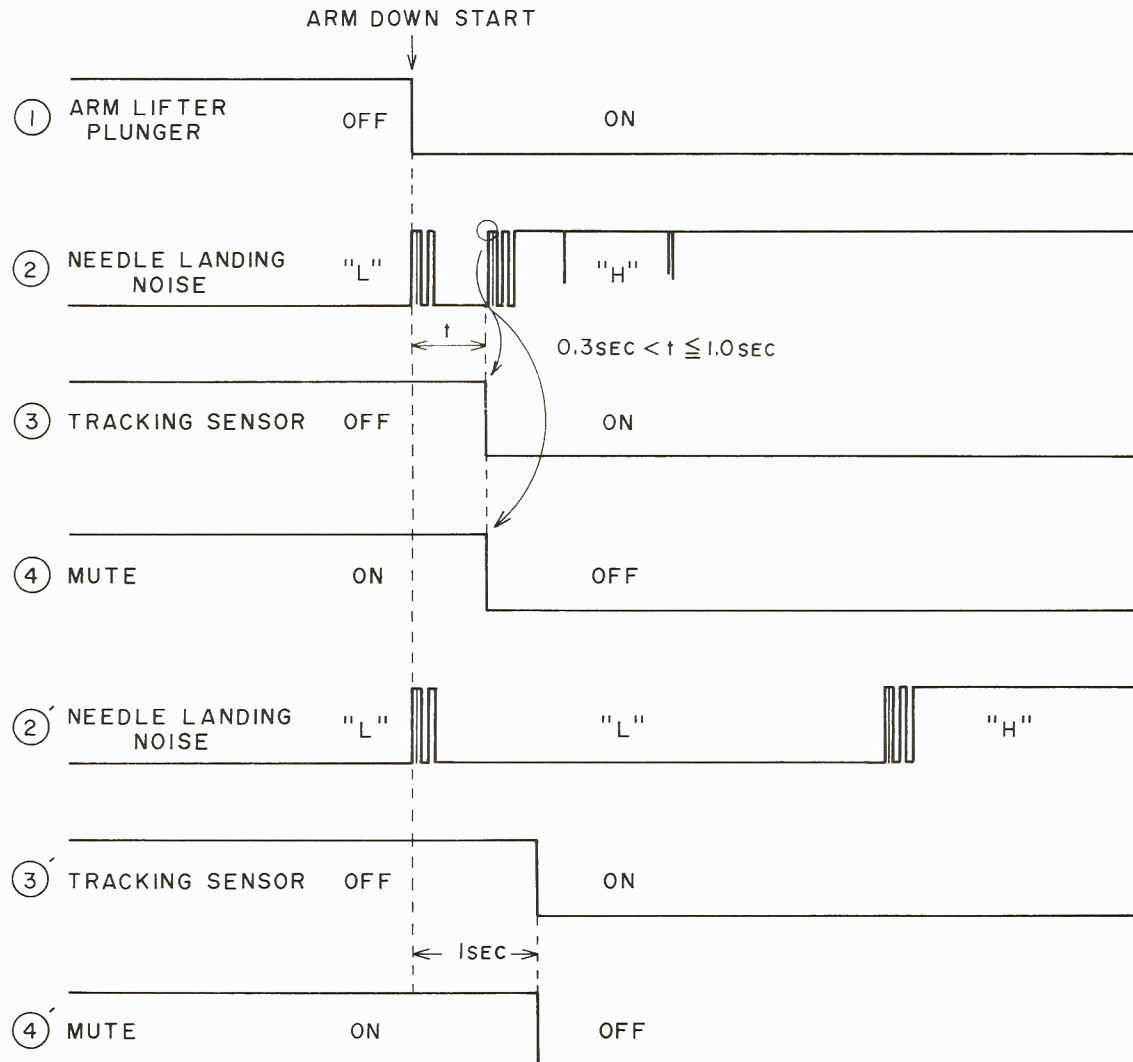 ARM DOWN START
1 ARM LIFTER PLUNGER OFF ON
2 NEEDLE LANDING NOISE "L" "H"
t
0.3SEC < t ≦ 1.0SEC
3 TRACKING SENSOR OFF ON
4 MUTE ON OFF
2′ NEEDLE LANDING NOISE "L" "L" "H"
3′ TRACKING SENSOR OFF ON
1SEC
4′ MUTE ON OFF